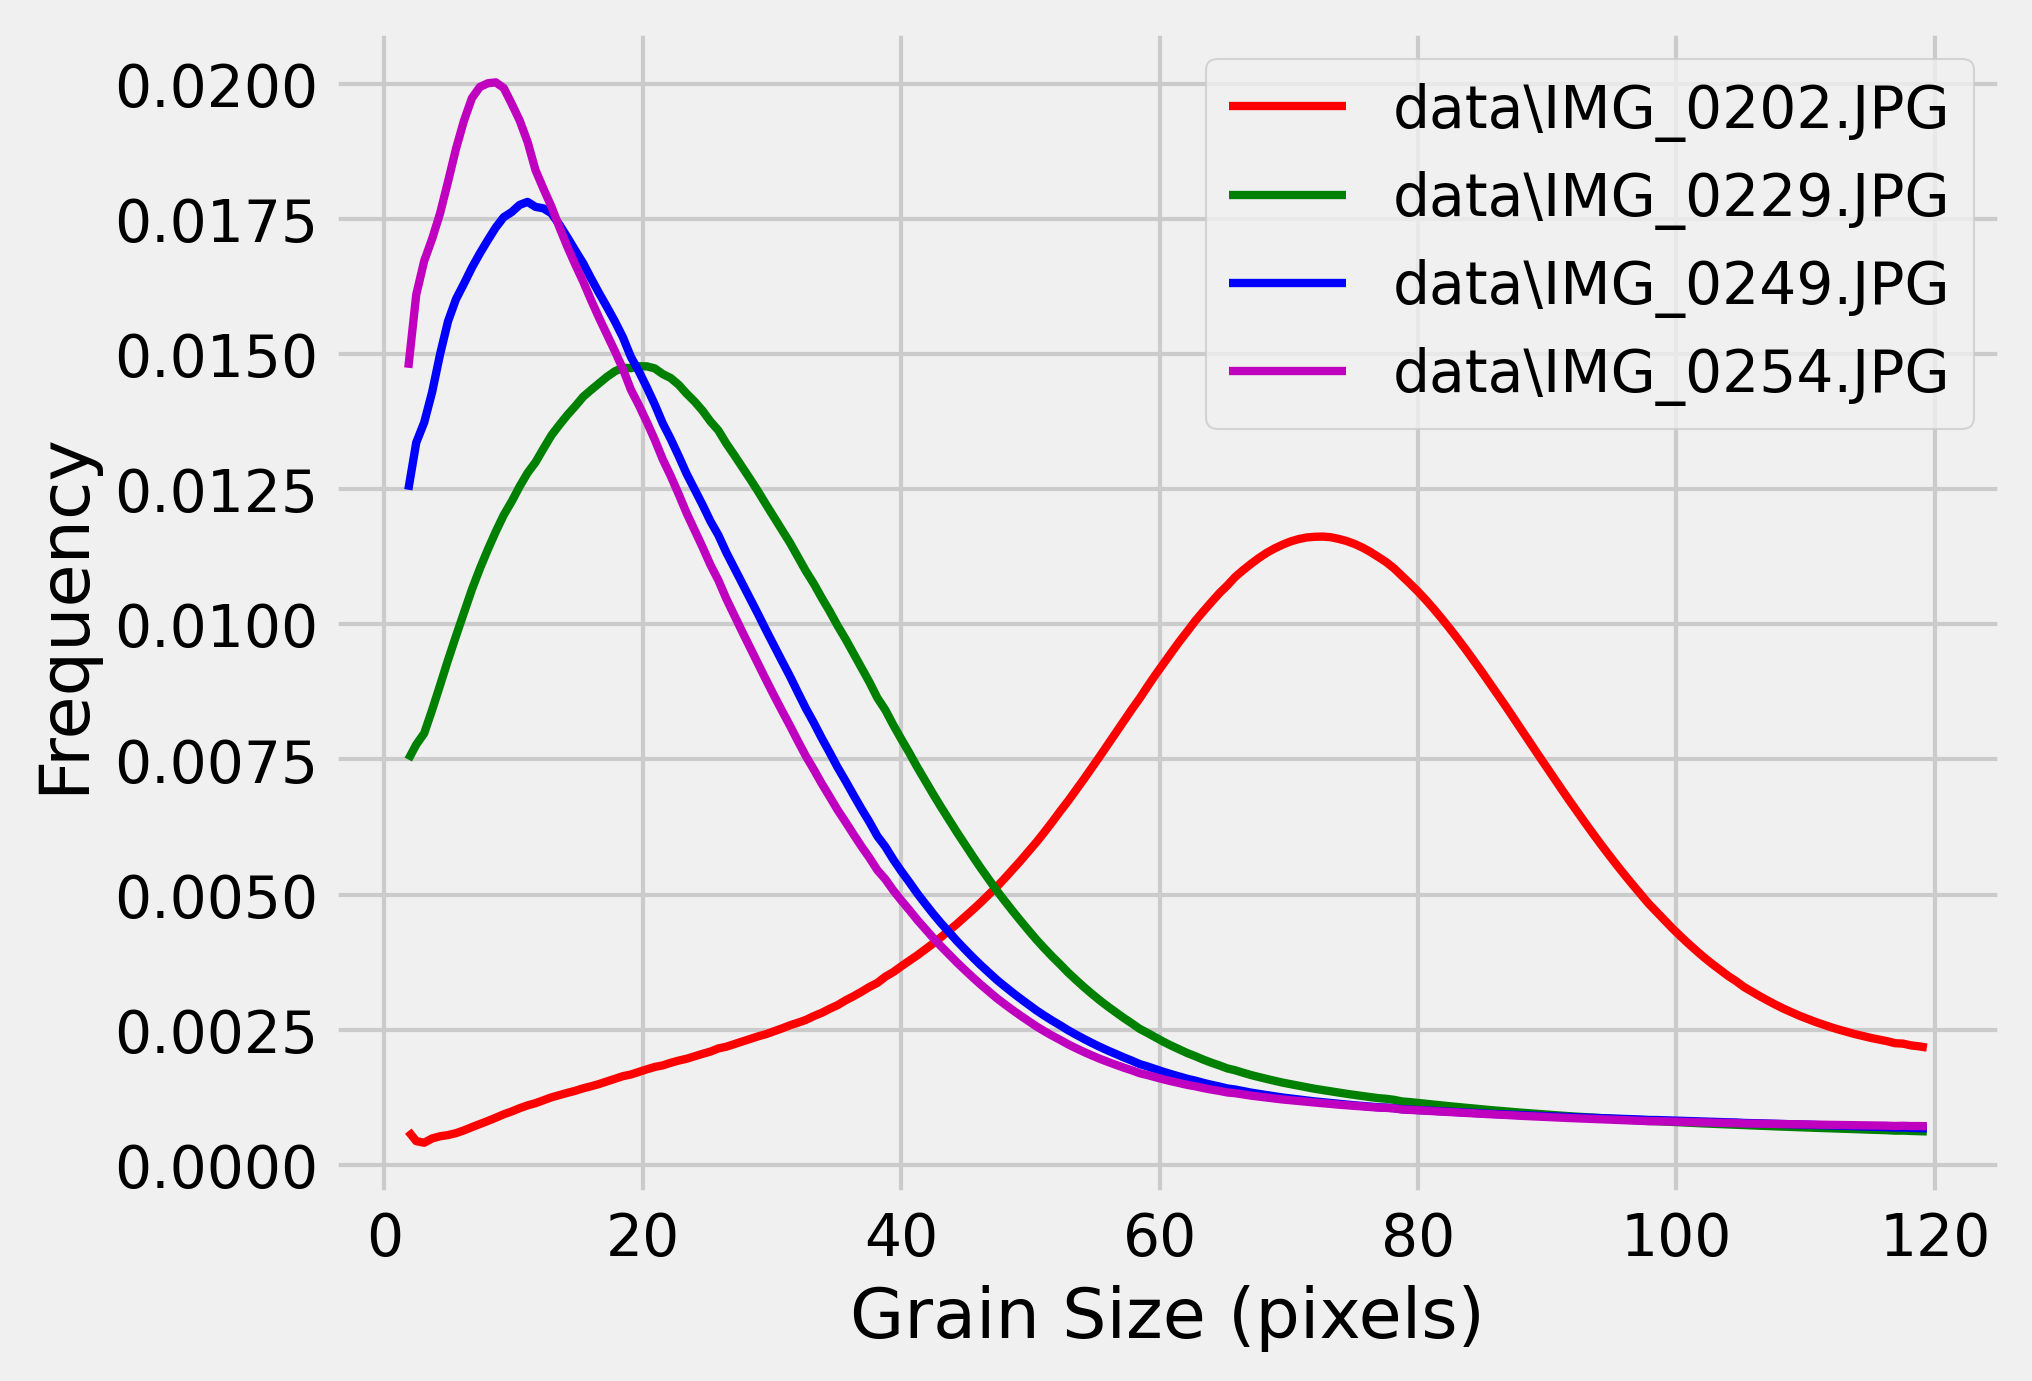 0.0200
0.0175
0.0150
0.0125
0.0100
0.0075
0.0050
0.0025
0.0000
Frequency
data\IMG_0202.JPG
data\IMG_0229.JPG
data\IMG_0249.JPG
data\IMG_0254.JPG
0 20 40 60 80 100 120
Grain Size (pixels)